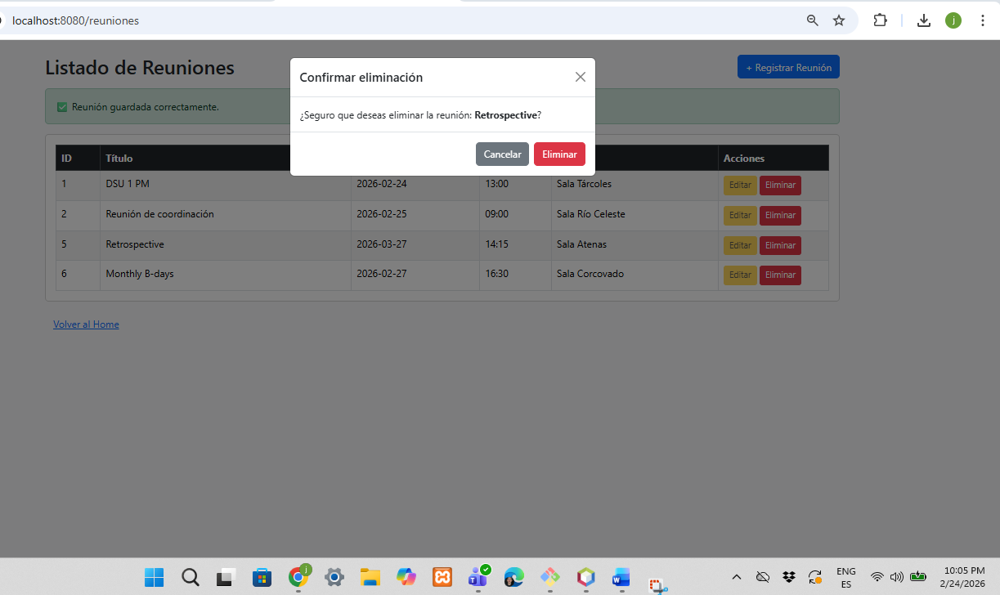 localhost:8080/reuniones
j
Listado de Reuniones
+ Registrar Reunión
Reunión guardada correctamente.
Confirmar eliminación
¿Seguro que deseas eliminar la reunión: Retrospective?
Cancelar Eliminar
ID Título Acciones
1 DSU 1 PM 2026-02-24 13:00 Sala Tárcoles Editar Eliminar
2 Reunión de coordinación 2026-02-25 09:00 Sala Río Celeste Editar Eliminar
5 Retrospective 2026-03-27 14:15 Sala Atenas Editar Eliminar
6 Monthly B-days 2026-02-27 16:30 Sala Corcovado Editar Eliminar
Volver al Home
ENG 10:05 PM
ES 2/24/2026